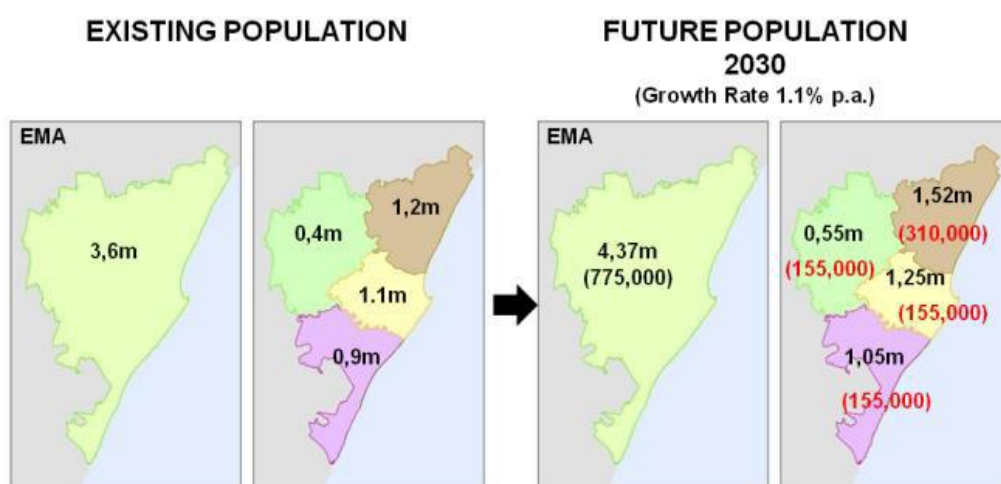 EXISTING POPULATION
FUTURE POPULATION
2030
(Growth Rate 1.1% p.a.)
EMA
3,6m
1,2m
0,4m
1.1m
0,9m
EMA
4,37m
(775,000)
1,52m
(310,000)
0,55m
(155,000)
1,25m
(155,000)
1,05m
(155,000)